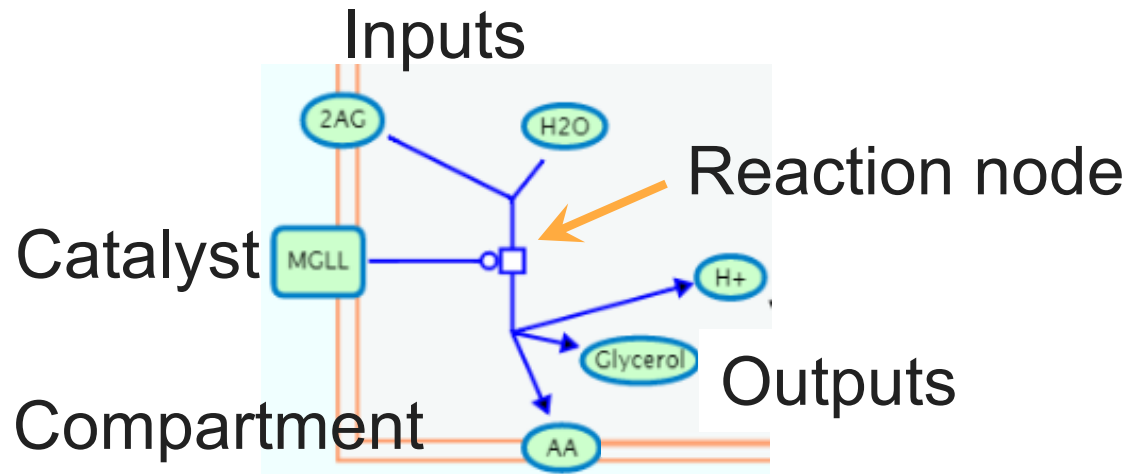 Inputs
2AG
H2O
Reaction node
Catalyst
MGLL
H+
Glycerol
Outputs
Compartment
AA